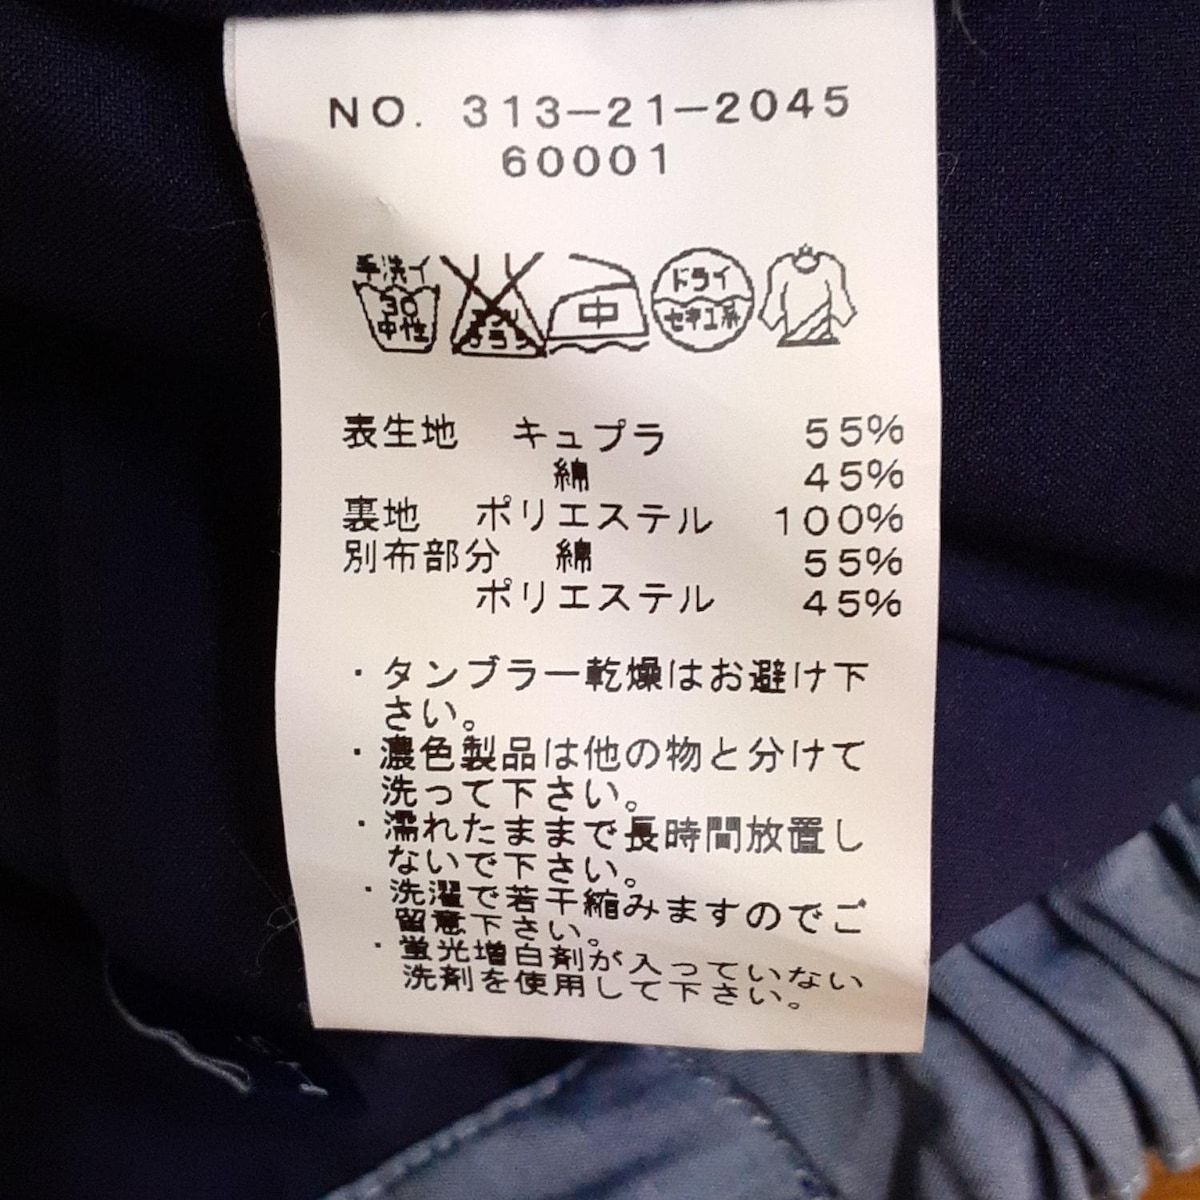 NO. 313-21-2045
60001
手洗イ
30
中性
エンソ
サラシ
中
ドライ
セキユ系
表生地 キュプラ 55%
綿 45%
裏地 ポリエステル 100%
別布部分 綿 55%
ポリエステル 45%
・タンブラー乾燥はお避け下
さい。
・濃色製品は他の物と分けて
洗って下さい。
・濡れたままで長時間放置し
ないで下さい。
・洗濯で若干縮みますのでご
留意下さい。
・蛍光増白剤が入っていない
洗剤を使用して下さい。